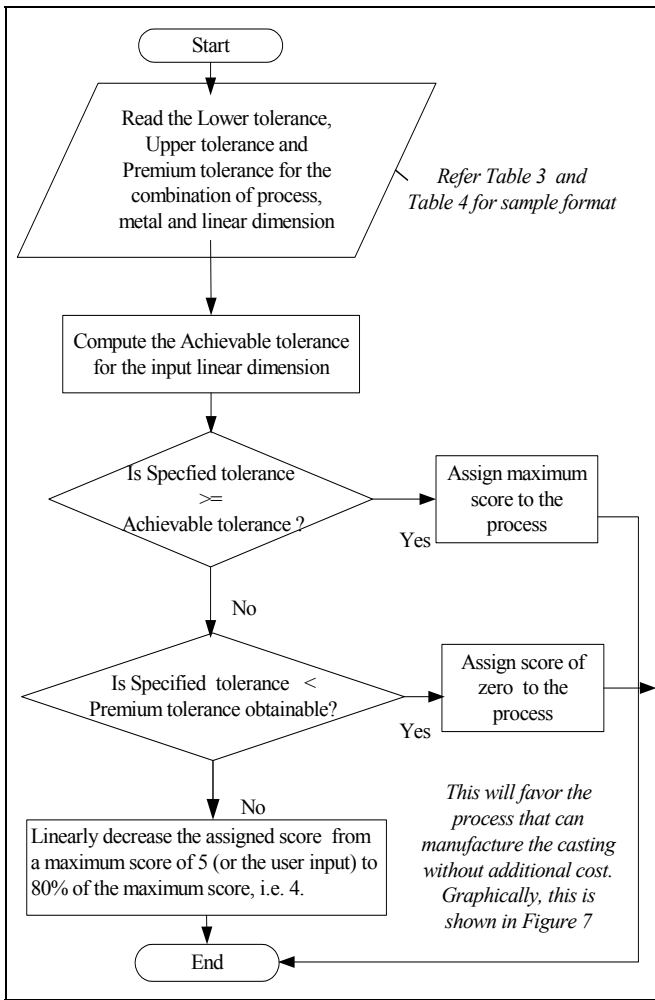 Start
Read the Lower tolerance,
Upper tolerance and
Premium tolerance for the
combination of process,
metal and linear dimension
Refer Table 3 and
Table 4 for sample format
Compute the Achievable tolerance
for the input linear dimension
Is Specfied tolerance
>=
Achievable tolerance ?
Yes
Assign maximum
score to the
process
No
Is Specified tolerance <
Premium tolerance obtainable?
Yes
Assign score of
zero to the
process
No
Linearly decrease the assigned score from
a maximum score of 5 (or the user input) to
80% of the maximum score, i.e. 4.
This will favor the
process that can
manufacture the casting
without additional cost.
Graphically, this is
shown in Figure 7
End